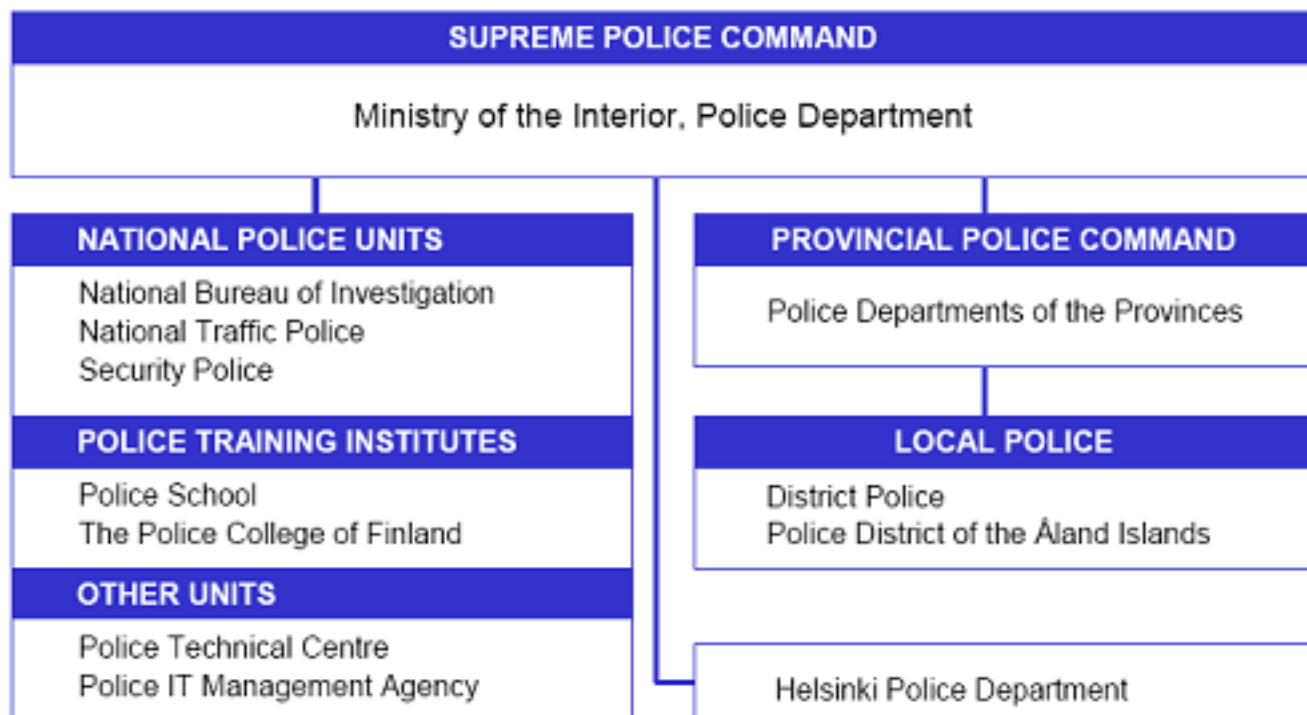 SUPREME POLICE COMMAND
Ministry of the Interior, Police Department
NATIONAL POLICE UNITS
National Bureau of Investigation
National Traffic Police
Security Police
POLICE TRAINING INSTITUTES
Police School
The Police College of Finland
OTHER UNITS
Police Technical Centre
Police IT Management Agency
PROVINCIAL POLICE COMMAND
Police Departments of the Provinces
LOCAL POLICE
District Police
Police District of the Åland Islands
Helsinki Police Department